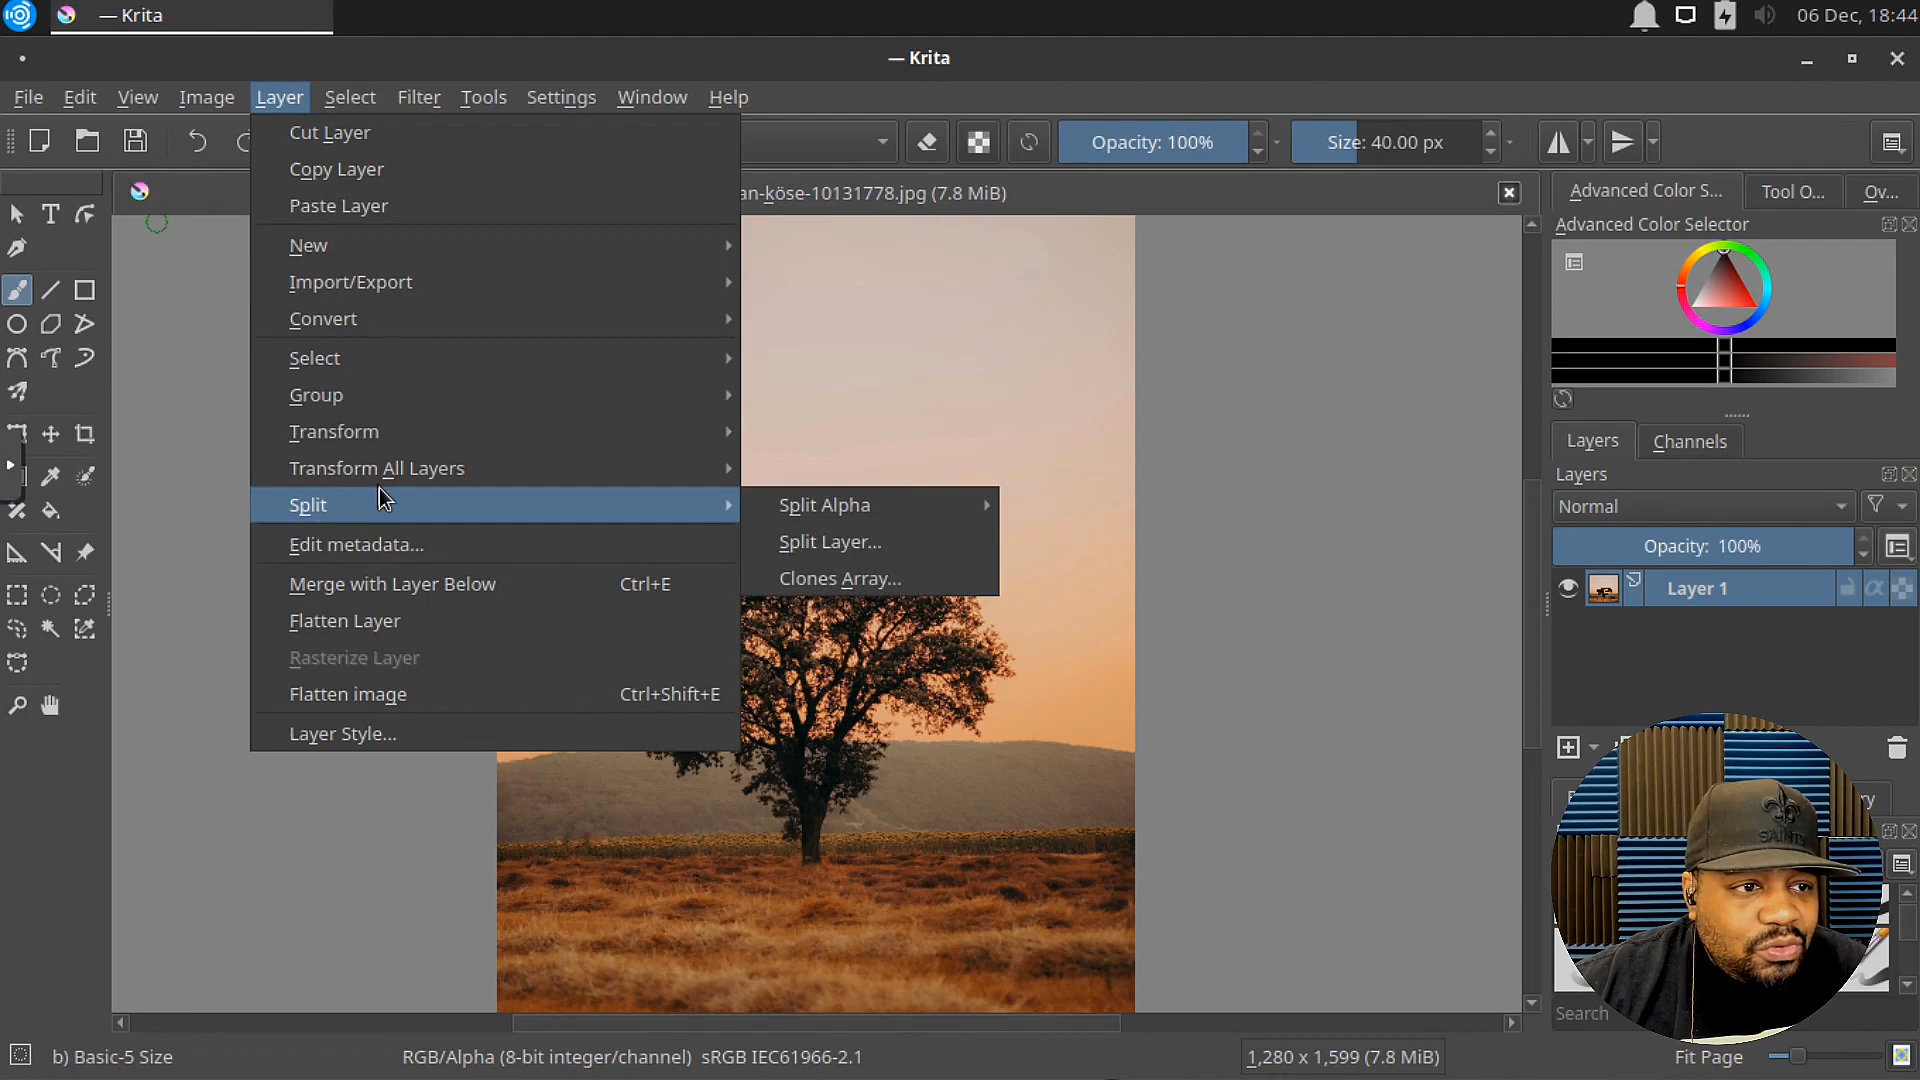 — Krita
06 Dec, 18:44
— Krita
File Edit View Image Layer Select Filter Tools Settings Window Help
Opacity: 100%
Size: 40.00 px
an-köse-10131778.jpg (7.8 MiB)
Cut Layer
Copy Layer
Paste Layer
New
Import/Export
Convert
Select
Group
Transform
Transform All Layers
Split
Edit metadata...
Merge with Layer Below Ctrl+E
Flatten Layer
Rasterize Layer
Flatten image Ctrl+Shift+E
Layer Style...
Split Alpha
Split Layer...
Clones Array...
Advanced Color S... Tool O... Ov...
Advanced Color Selector
Layers Channels
Layers
Normal
Opacity: 100%
Layer 1
SAINTS
Search
b) Basic-5 Size
RGB/Alpha (8-bit integer/channel) sRGB IEC61966-2.1
1,280 x 1,599 (7.8 MiB)
Fit Page